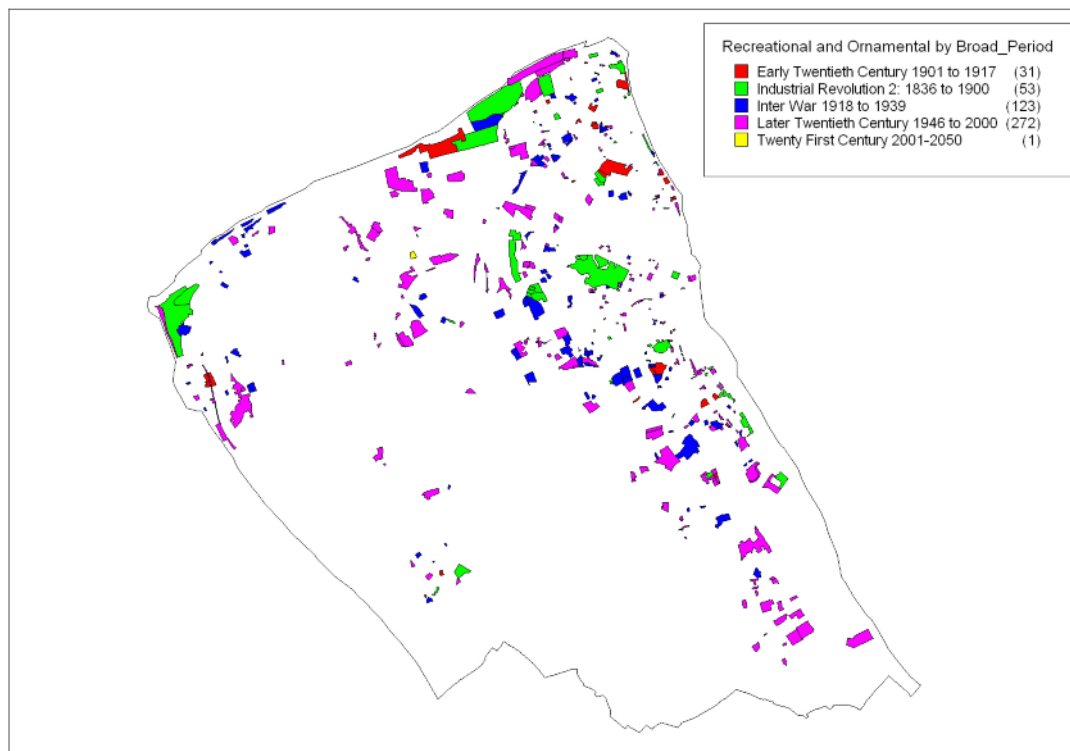 Recreational and Ornamental by Broad_Period
Early Twentieth Century 1901 to 1917 (31)
Industrial Revolution 2: 1836 to 1900 (53)
Inter War 1918 to 1939 (123)
Later Twentieth Century 1946 to 2000 (272)
Twenty First Century 2001-2050 (1)